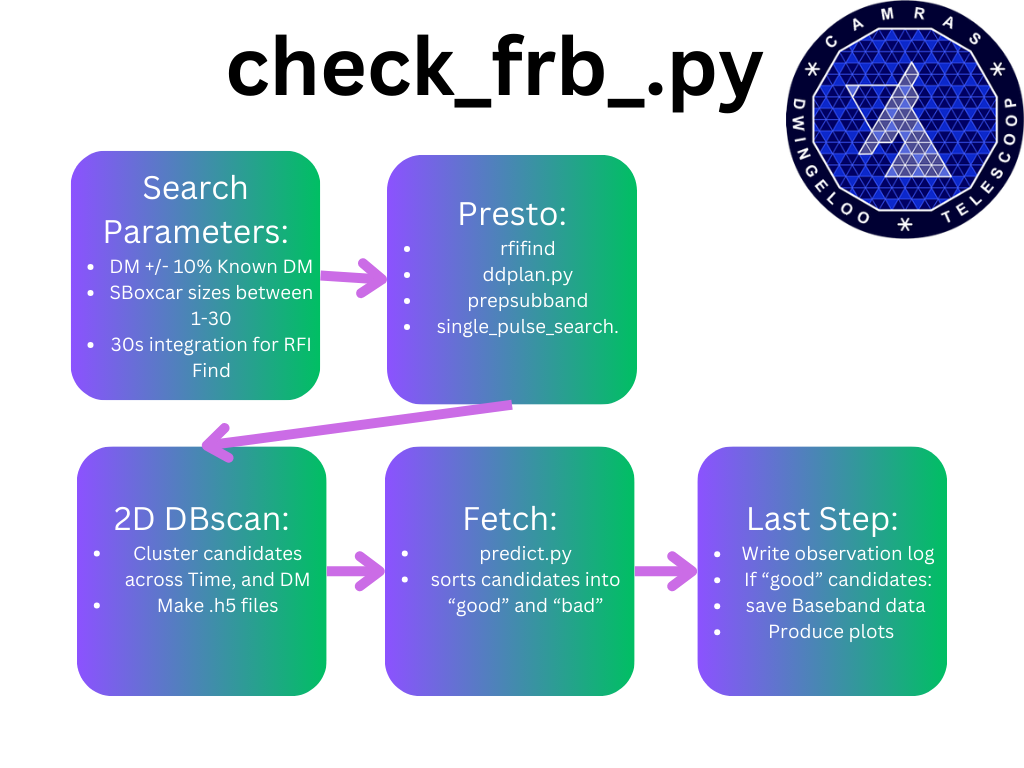 check_frb_.py
CAMRAS
DWINGELOO TELESCOOP
Search
Parameters:
• DM +/- 10% Known DM
• SBoxcar sizes between
1-30
• 30s integration for RFI
Find
Presto:
• rfifind
• ddplan.py
• prepsubband
• single_pulse_search.
2D DBscan:
• Cluster candidates
across Time, and DM
• Make .h5 files
Fetch:
• predict.py
• sorts candidates into
“good” and “bad”
Last Step:
• Write observation log
• If “good” candidates:
• save Baseband data
• Produce plots